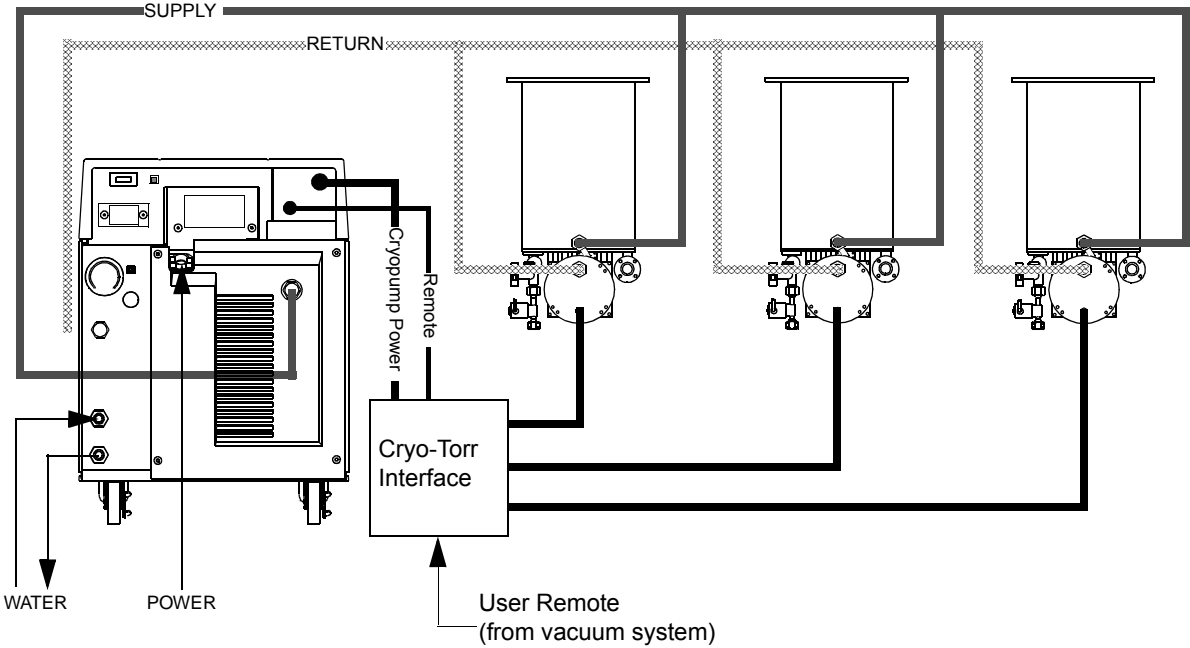 SUPPLY
RETURN
Cryopump Power
Remote
Cryo-Torr
Interface
WATER
POWER
User Remote
(from vacuum system)